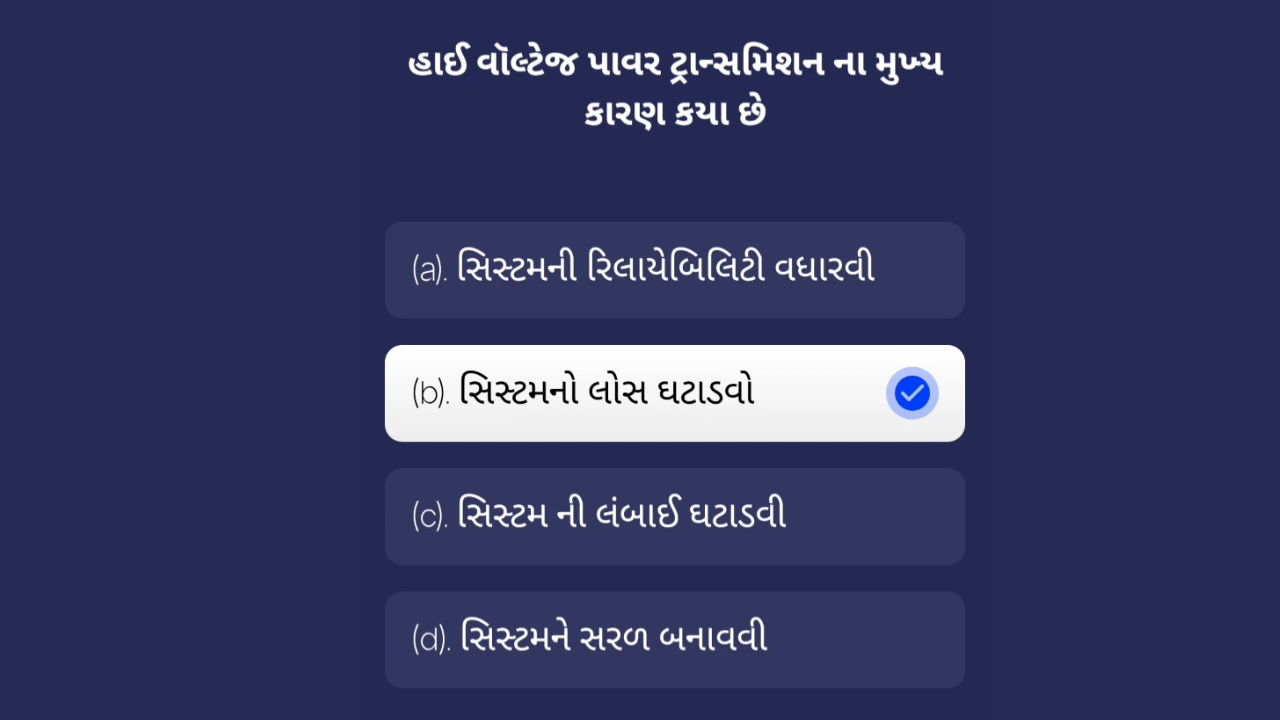 હાઈ વૉલ્ટેજ પાવર ટ્રાન્સમિશન ના મુખ્ય
કારણ કયા છે
(a). સિસ્ટમની રિલાયેબિલિટી વધારવી
(b). સિસ્ટમનો લોસ ઘટાડવો
(c). સિસ્ટમ ની લંબાઈ ઘટાડવી
(d). સિસ્ટમને સરળ બનાવવી